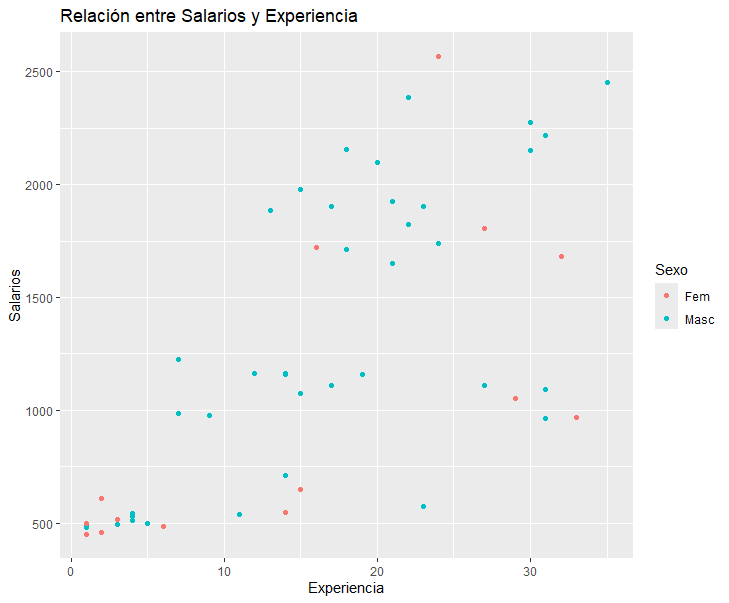 Relación entre Salarios y Experiencia
Salarios
2500
2000
1500
1000
500
0
10
20
30
Experiencia
Sexo
Fem
Masc